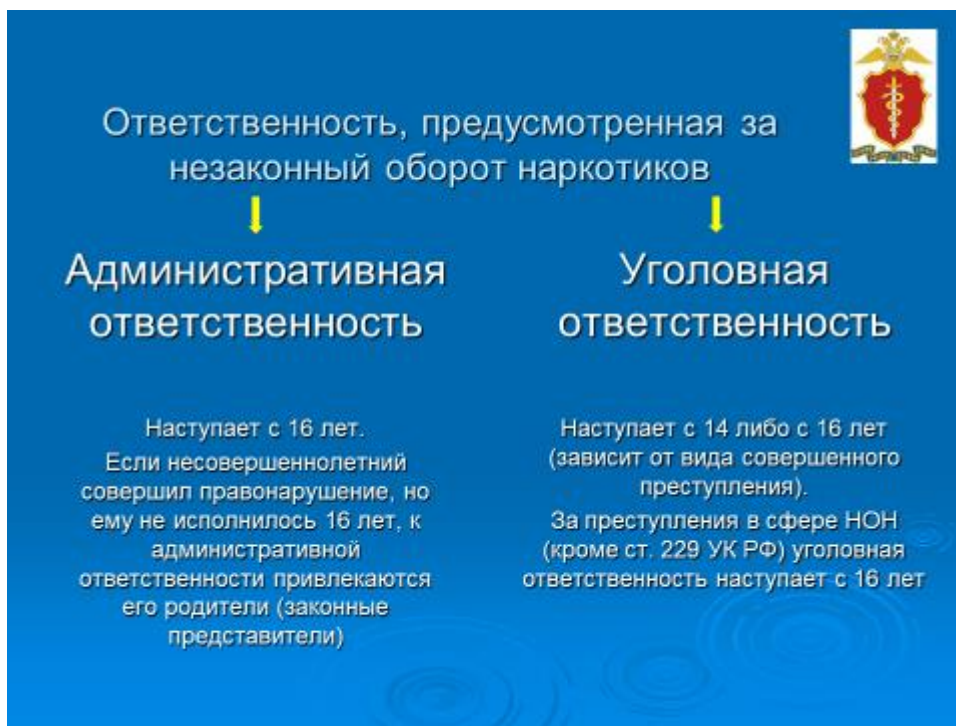 Ответственность, предусмотренная за
незаконный оборот наркотиков
Административная
ответственность
Наступает с 16 лет.
Если несовершеннолетний
совершил правонарушение, но
ему не исполнилось 16 лет, к
административной
ответственности привлекаются
его родители (законные
представители)
Уголовная
ответственность
Наступает с 14 либо с 16 лет
(зависит от вида совершенного
преступления).
За преступления в сфере НОН
(кроме ст. 229 УК РФ) уголовная
ответственность наступает с 16 лет